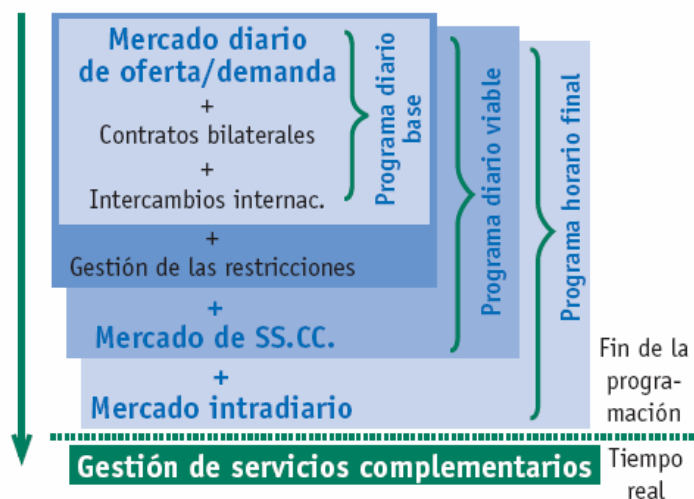 Mercado diario
de oferta/demanda
+
Contratos bilaterales
+
Intercambios internac.
Programa diario
base
+
Gestión de las restricciones
+
Mercado de SS.CC.
Programa diario viable
+
Mercado intradiario
Programa horario final
Fin de la
progra-
mación
Gestión de servicios complementarios
Tiempo
real